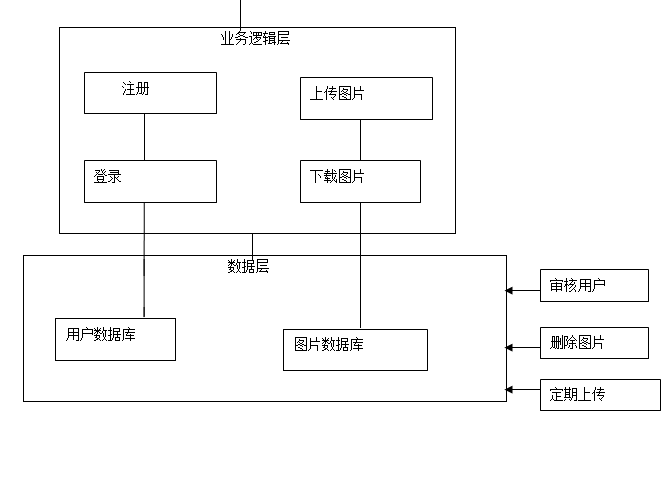 业务逻辑层
注册
上传图片
登录
下载图片
数据层
审核用户
用户数据库
图片数据库
删除图片
定期上传